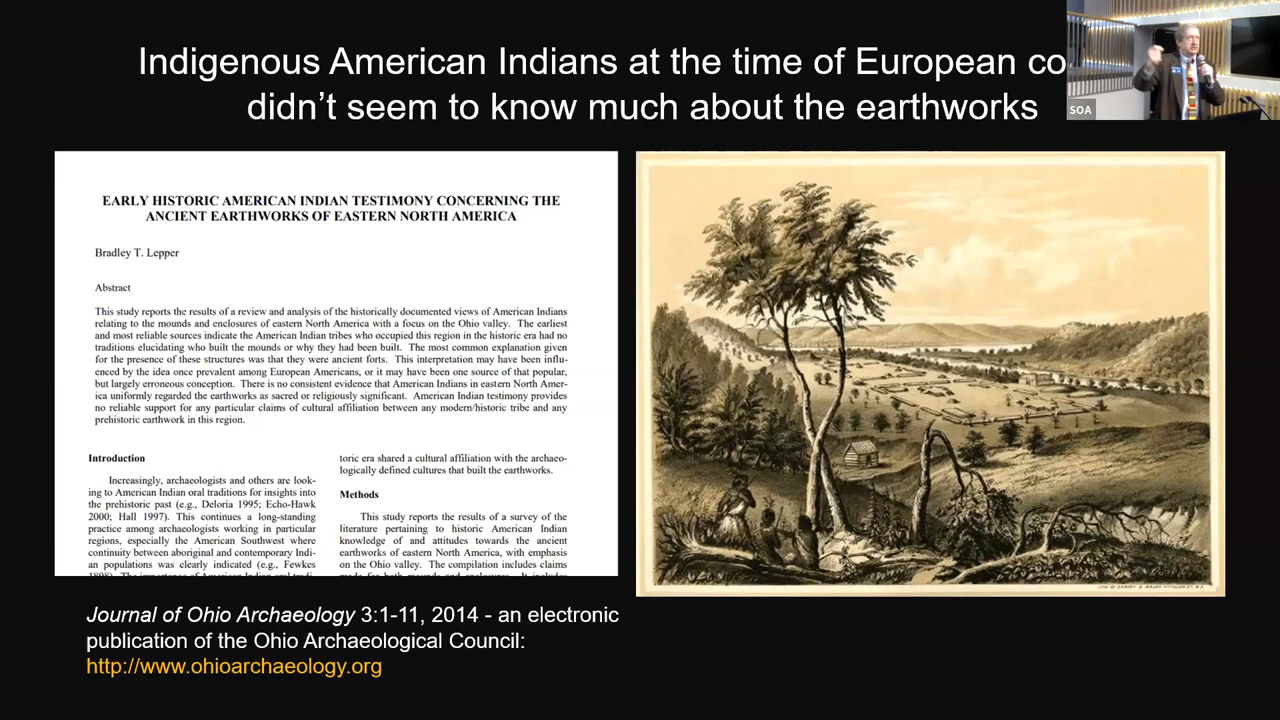 Indigenous American Indians at the time of European co
didn't seem to know much about the earthworks
SOA
EARLY HISTORIC AMERICAN INDIAN TESTIMONY CONCERNING THE
ANCIENT EARTHWORKS OF EASTERN NORTH AMERICA
Bradley T. Lepper
Abstract
This study reports the results of a review and analysis of the historically documented views of American Indians
relating to the mounds and enclosures of eastern North America with a focus on the Ohio valley. The earliest
and most reliable sources indicate the American Indian tribes who occupied this region in the historic era had no
traditions elucidating who built the mounds or why they had been built. The most common explanation given
for the presence of these structures was that they were ancient forts. This interpretation may have been influ-
enced by the idea once prevalent among European Americans, or it may have been one source of that popular,
but largely erroneous conception. There is no consistent evidence that American Indians in eastern North Amer-
ica uniformly regarded the earthworks as sacred or religiously significant. American Indian testimony provides
no reliable support for any particular claims of cultural affiliation between any modern/historic tribe and any
prehistoric earthwork in this region.
Introduction
Increasingly, archaeologists and others are look-
ing to American Indian oral traditions for insights into
the prehistoric past (e.g., Deloria 1995; Echo-Hawk
2000; Hall 1997). This continues a long-standing
practice among archaeologists working in particular
regions, especially the American Southwest where
continuity between aboriginal and contemporary Indi-
an populations was clearly indicated (e.g., Fewkes
toric era shared a cultural affiliation with the archaeo-
logically defined cultures that built the earthworks.
Methods
This study reports the results of a survey of the
literature pertaining to historic American Indian
knowledge of and attitudes towards the ancient
earthworks of eastern North America, with emphasis
on the Ohio valley. The compilation includes claims
Journal of Ohio Archaeology 3:1-11, 2014 - an electronic
publication of the Ohio Archaeological Council:
http://www.ohioarchaeology.org